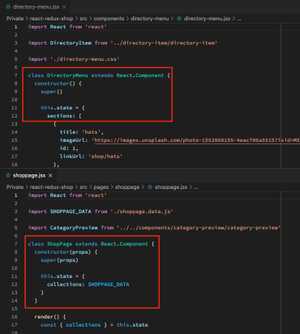 directory-menu.jsx
Private > react-redux-shop > src > components > directory-menu > directory-menu.jsx > ...
1 import React from 'react'
2
3 import DirectoryItem from '../directory-item/directory-item'
4
5 import './directory-menu.css'
6
7 class DirectoryMenu extends React.Component {
8 constructor() {
9 super()
10
11 this.state = {
12 sections: [
13 {
14 title: 'hats',
15 imageUrl: 'https://images.unsplash.com/
16 id: 1,
17 linkUrl: 'shop/hats'
18 },
shoppage.jsx
Private > react-redux-shop > src > pages > shoppage > shoppage.jsx > ...
1 import React from 'react'
2
3 import SHOPPAGE_DATA from './shoppage.data.js'
4
5 import CategoryPreview from '../../components/category-preview/category-preview'
6
7 class ShopPage extends React.Component {
8 constructor(props) {
9 super(props)
10
11 this.state = {
12 collections: SHOPPAGE_DATA
13 }
14 }
15
16 render() {
17 const { collections } = this.state